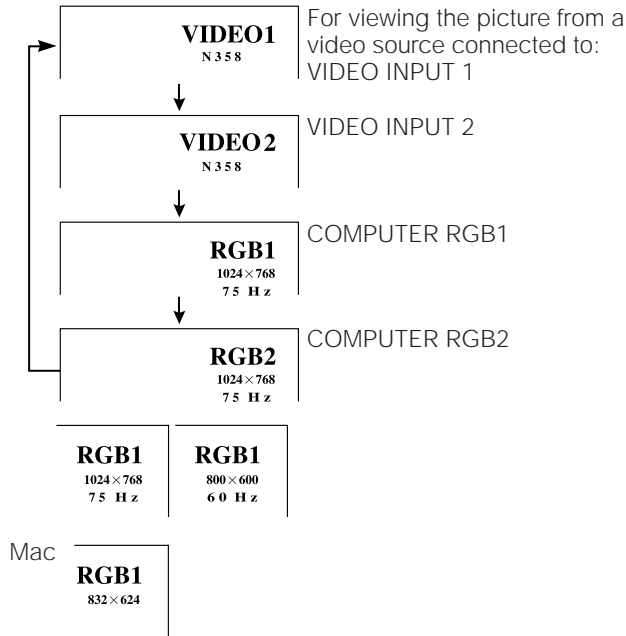 VIDEO1
N358
For viewing the picture from a
video source connected to:
VIDEO INPUT 1
VIDEO2
N358
VIDEO INPUT 2
RGB1
1024×768
75 Hz
COMPUTER RGB1
RGB2
1024×768
75 Hz
COMPUTER RGB2
RGB1
1024×768
75 Hz
RGB1
800×600
60 Hz
Mac
RGB1
832×624